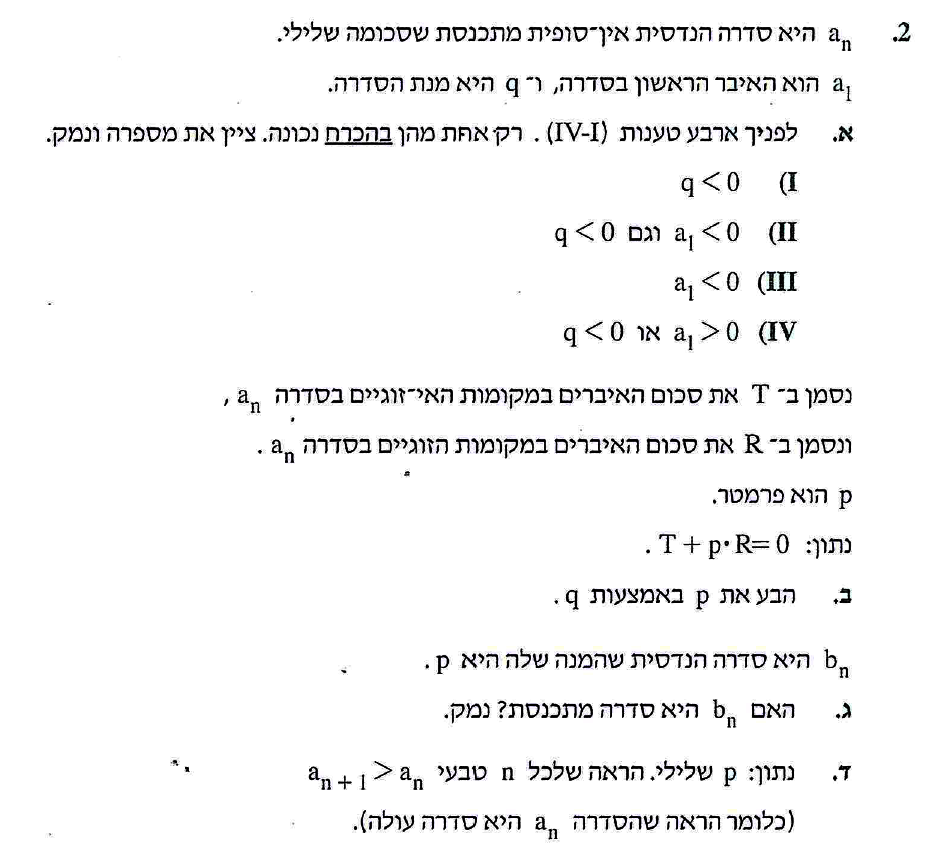 2. a_n היא סדרה הנדסית אין־סופית מתכנסת שסכומה שלילי.
a_1 הוא האיבר הראשון בסדרה, ו־ q היא מנת הסדרה.
א. לפניך ארבע טענות (IV-I). רק אחת מהן בהכרח נכונה. ציין את מספרה ונמק.
(I q < 0
(II a_1 < 0 וגם q < 0
(III a_1 < 0
(IV a_1 > 0 או q < 0
נסמן ב־ T את סכום האיברים במקומות האי־זוגיים בסדרה a_n,
ונסמן ב־ R את סכום האיברים במקומות הזוגיים בסדרה a_n.
p הוא פרמטר.
נתון: T + p·R = 0.
ב. הבע את p באמצעות q.
b_n היא סדרה הנדסית שהמנה שלה היא p.
ג. האם b_n היא סדרה מתכנסת? נמק.
ד. נתון: p שלילי. הראה שלכל n טבעי a_{n+1} > a_n
(כלומר הראה שהסדרה a_n היא סדרה עולה).